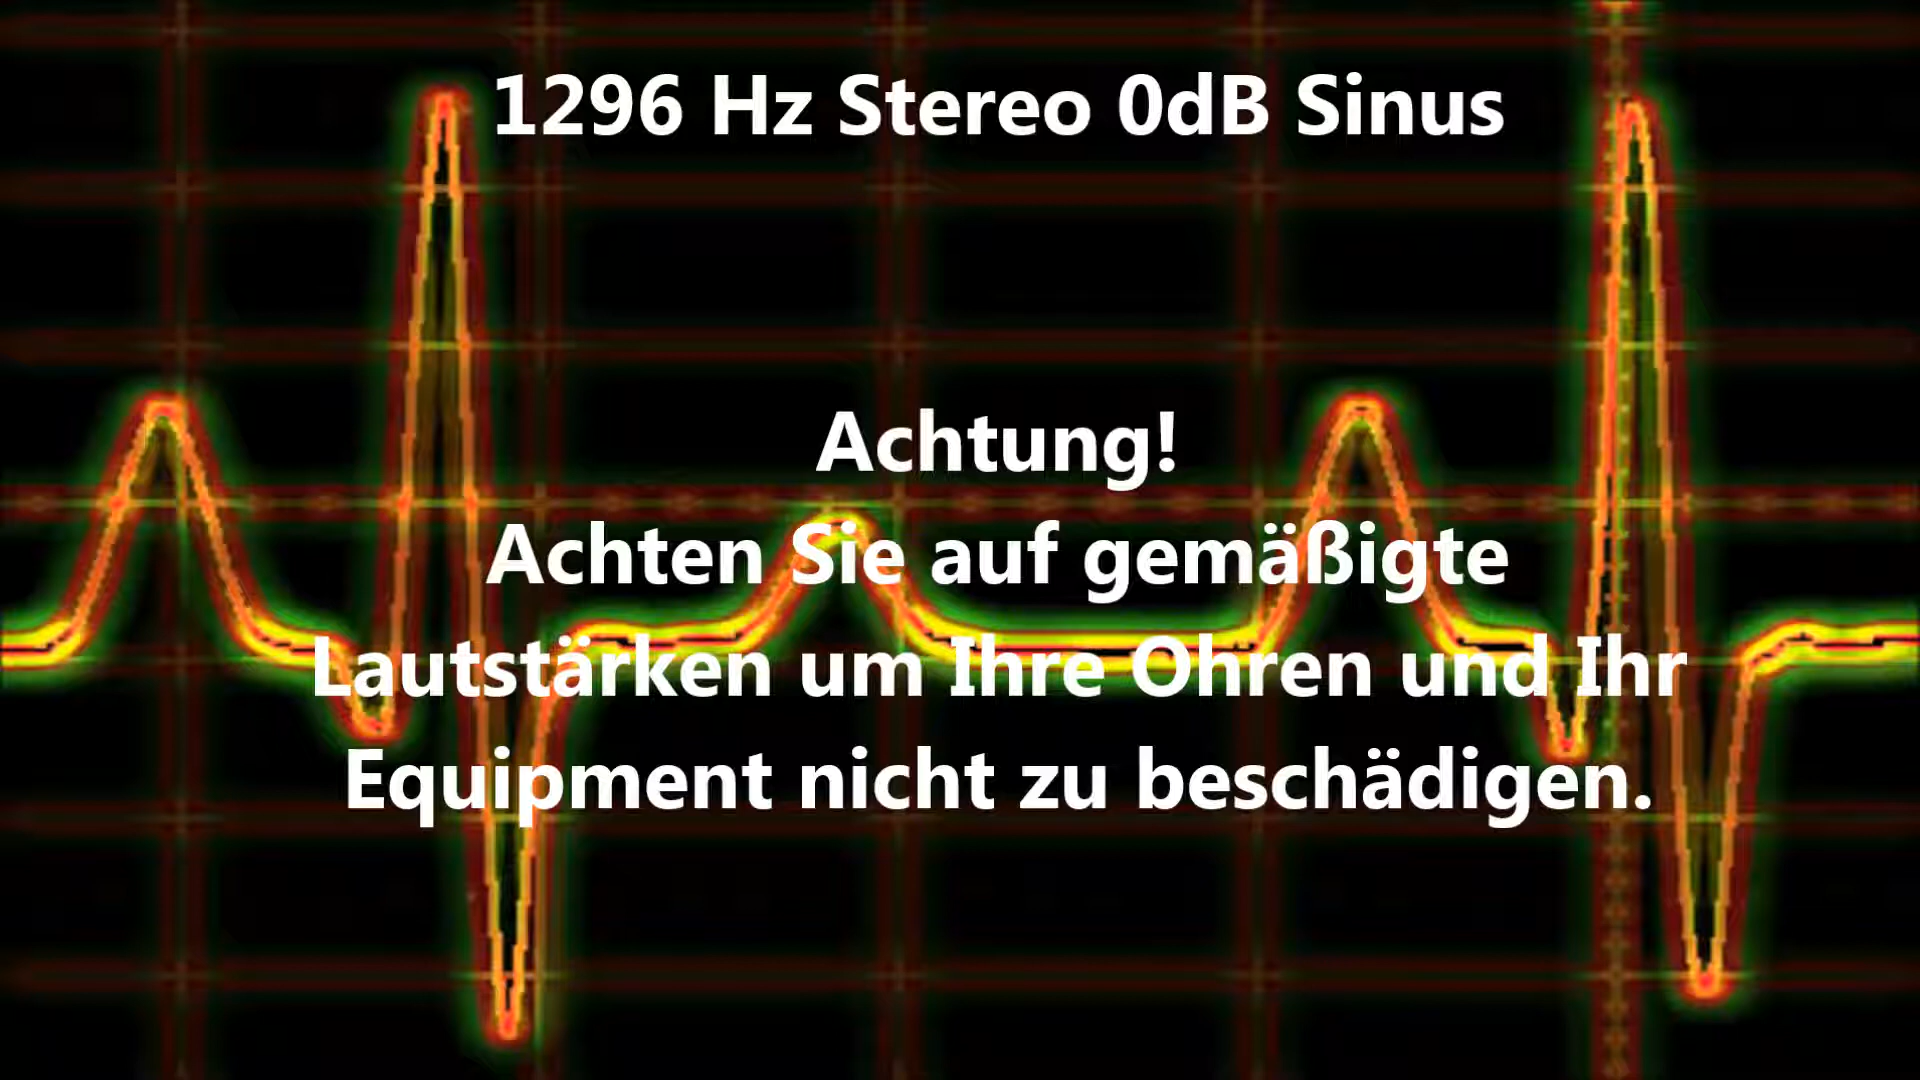 1296 Hz Stereo 0dB Sinus
Achtung!
Achten Sie auf gemäßigte
Lautstärken um Ihre Ohren und Ihr
Equipment nicht zu beschädigen.